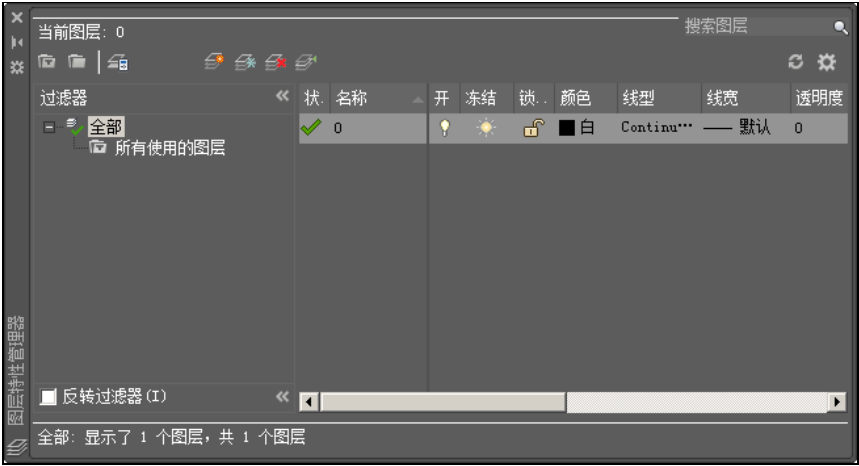 当前图层: 0
搜索图层
过滤器
状. 名称 开 冻结 锁.. 颜色 线型 线宽 透明度
全部
0 白 Continu… —— 默认 0
所有使用的图层
反转过滤器(I)
全部: 显示了 1 个图层，共 1 个图层
图层特性管理器